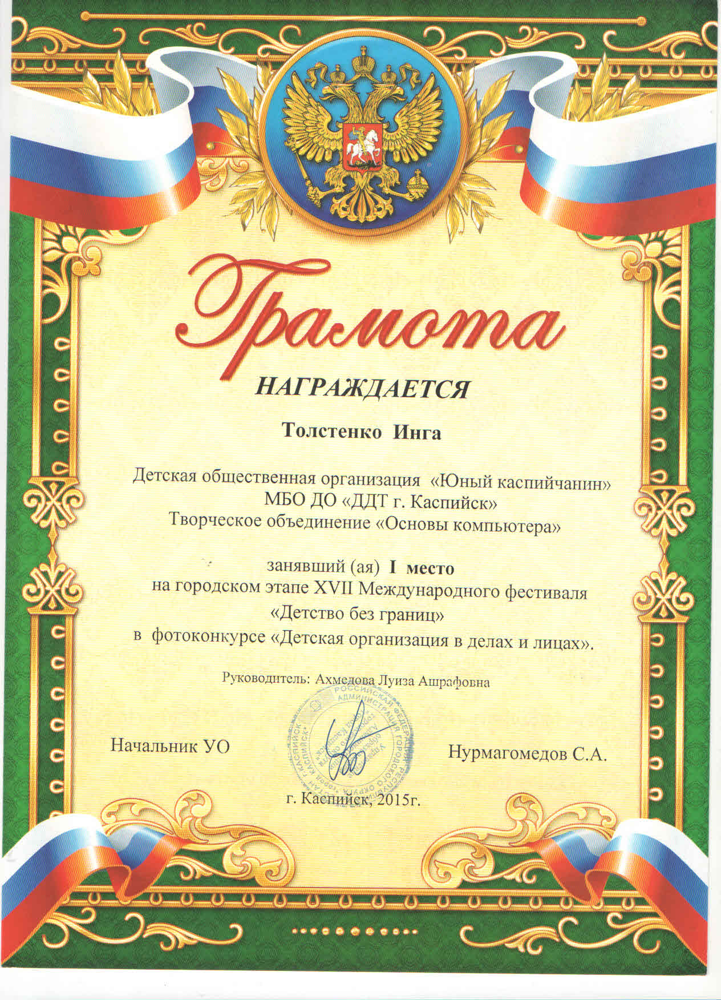 Грамота
НАГРАЖДАЕТСЯ
Толстенко Инга
Детская общественная организация «Юный каспийчанин»
МБО ДО «ДДТ г. Каспийск»
Творческое объединение «Основы компьютера»
занявший (ая) I место
на городском этапе XVII Международного фестиваля
«Детство без границ»
в фотоконкурсе «Детская организация в делах и лицах».
Руководитель: Ахмедова Луиза Ашрафовна
РОССИЙСКАЯ ФЕДЕРАЦИЯ РЕСПУБЛИКА
АДМИНИСТРАЦИЯ ГОРОДСКОГО ОКРУГА "ГОРОД КАСПИЙСК"
Начальник УО
Нурмагомедов С.А.
г. Каспийск, 2015г.